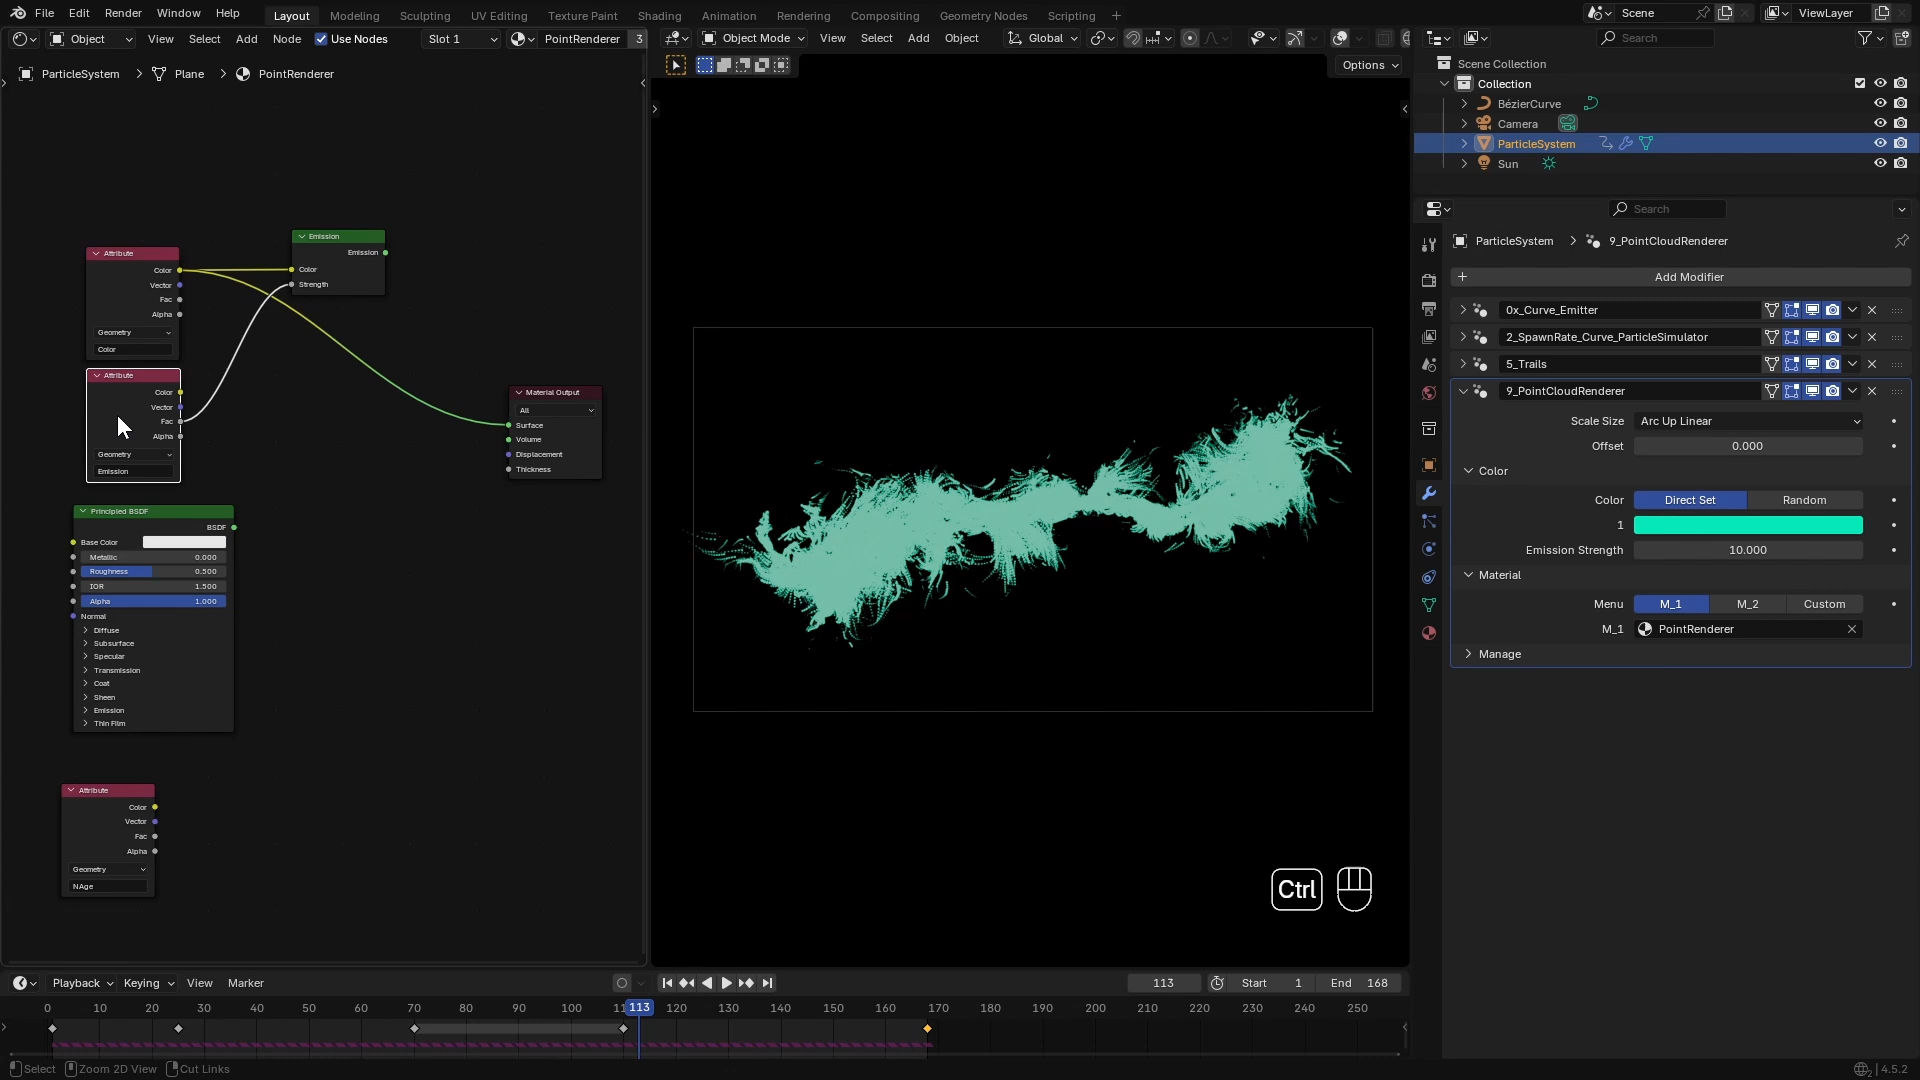 File Edit Render Window Help Layout Modeling Sculpting UV Editing Texture Paint Shading Animation Rendering Compositing Geometry Nodes Scripting + Scene ViewLayer
Object View Select Add Node Use Nodes Slot 1 PointRenderer 3
Object Mode View Select Add Object Global
Options
ParticleSystem Plane PointRenderer
Emission
Emission
Color
Strength
Attribute
Color
Vector
Fac
Alpha
Geometry
Color
Attribute
Color
Vector
Fac
Alpha
Geometry
Emission
Material Output
All
Surface
Volume
Displacement
Thickness
Principled BSDF
BSDF
Base Color
Metallic 0.000
Roughness 0.500
IOR 1.500
Alpha 1.000
Normal
Diffuse
Subsurface
Specular
Transmission
Coat
Sheen
Emission
Thin Film
Attribute
Color
Vector
Fac
Alpha
Geometry
NAge
Ctrl
Search
Scene Collection
Collection
BézierCurve
Camera
ParticleSystem
Sun
Search
ParticleSystem 9_PointCloudRenderer
+ Add Modifier
0x_Curve_Emitter
2_SpawnRate_Curve_ParticleSimulator
5_Trails
9_PointCloudRenderer
Scale Size Arc Up Linear
Offset 0.000
Color
Color Direct Set Random
1
Emission Strength 10.000
Material
Menu M_1 M_2 Custom
M_1 PointRenderer
Manage
Playback Keying View Marker 113 Start 1 End 168
0 10 20 30 40 50 60 70 80 90 100 11 113 120 130 140 150 160 170 180 190 200 210 220 230 240 250
Select Zoom 2D View Cut Links 4.5.2